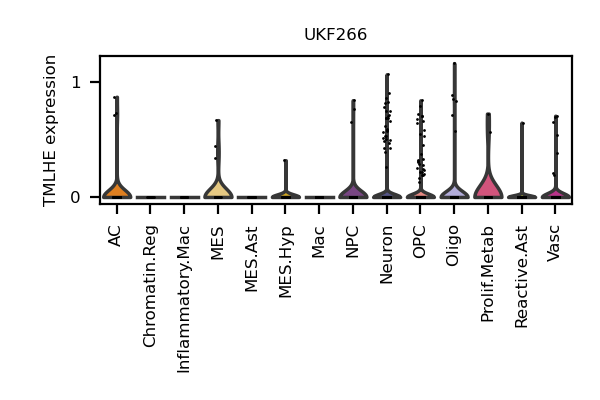 UKF266
TMLHE expression
1
0
AC
Chromatin.Reg
Inflammatory.Mac
MES
MES.Ast
MES.Hyp
Mac
NPC
Neuron
OPC
Oligo
Prolif.Metab
Reactive.Ast
Vasc